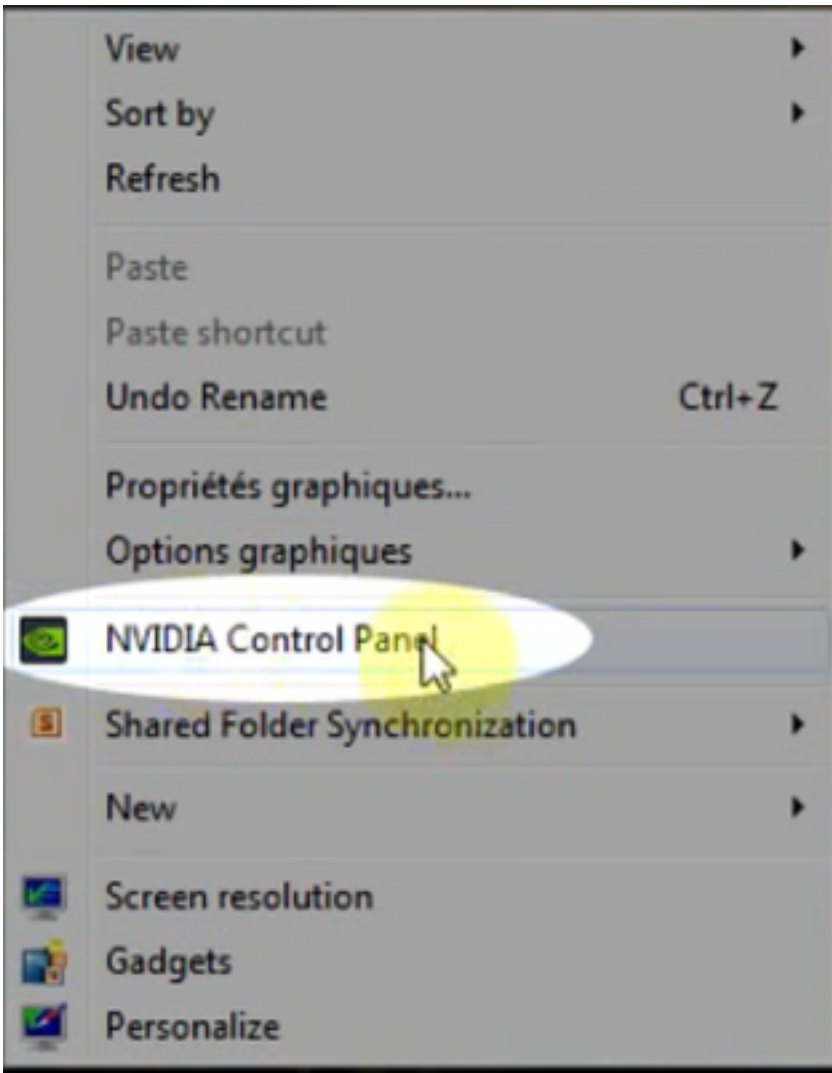 View
Sort by
Refresh
Paste
Paste shortcut
Undo Rename Ctrl+Z
Propriétés graphiques...
Options graphiques
NVIDIA Control Panel
Shared Folder Synchronization
New
Screen resolution
Gadgets
Personalize